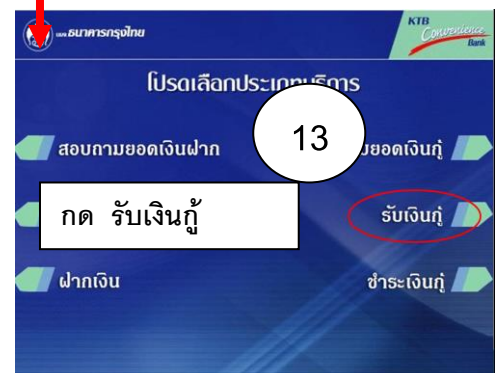 ธนาคารกรุงไทย
KTB
Convenience
Bank
โปรดเลือกประเภทบริการ
13
สอบถามยอดเงินฝาก
ยอดเงินกู้
กด รับเงินกู้
รับเงินกู้
ฝากเงิน
ชำระเงินกู้